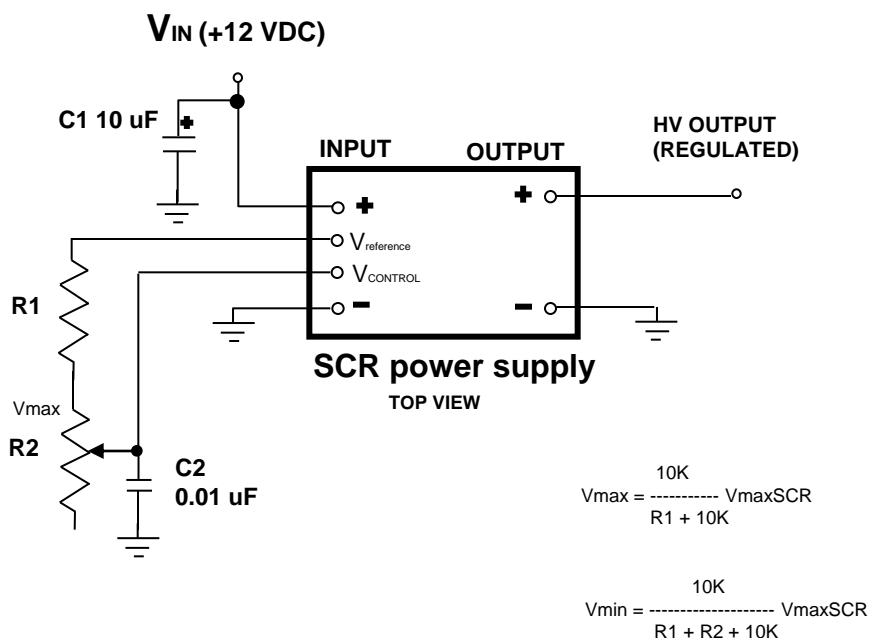 VIN (+12 VDC)
C1 10 uF
+
INPUT
OUTPUT
HV OUTPUT
(REGULATED)
+
+
Vreference
VCONTROL
-
-
R1
SCR power supply
TOP VIEW
Vmax
R2
C2
0.01 uF
10K
Vmax = ----------- VmaxSCR
R1 + 10K
10K
Vmin = -------------------- VmaxSCR
R1 + R2 + 10K